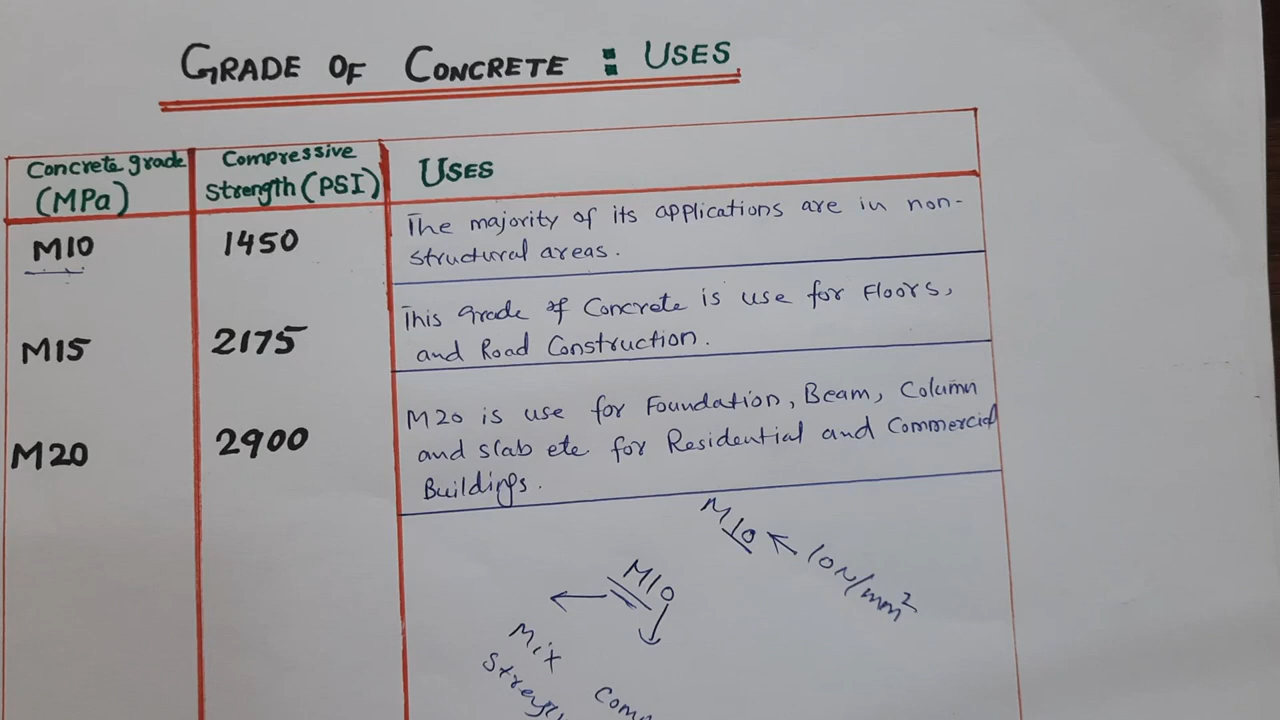 GRADE OF CONCRETE : USES
Concrete grade (MPa)
Compressive Strength (PSI)
USES
M10
1450
The majority of its applications are in non-
structural areas.
M15
2175
This grade of Concrete is use for Floors,
and Road Construction.
M20
2900
M20 is use for Foundation, Beam, Column
and slab etc for Residential and Commercial
Buildings.
M10 ← 10N/mm²
M10
Mix